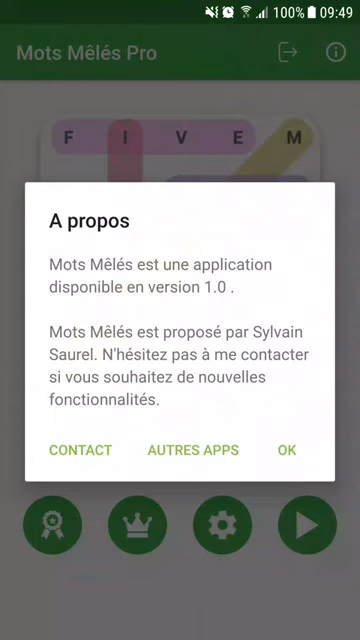 100% 09:49
Mots Mêlés Pro
F I V E M
A propos
Mots Mêlés est une application
disponible en version 1.0 .
Mots Mêlés est proposé par Sylvain
Saurel. N'hésitez pas à me contacter
si vous souhaitez de nouvelles
fonctionnalités.
CONTACT AUTRES APPS OK